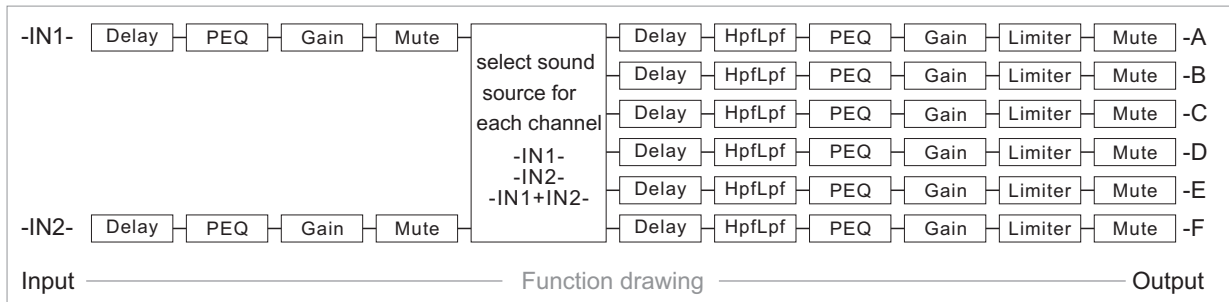 -IN1- Delay PEQ Gain Mute Delay HpfLpf PEQ Gain Limiter Mute -A
select sound
Delay HpfLpf PEQ Gain Limiter Mute -B
source for
each channel Delay HpfLpf PEQ Gain Limiter Mute -C
-IN1- Delay HpfLpf PEQ Gain Limiter Mute -D
-IN2-
-IN1+IN2- Delay HpfLpf PEQ Gain Limiter Mute -E
-IN2- Delay PEQ Gain Mute Delay HpfLpf PEQ Gain Limiter Mute -F
Input Function drawing Output